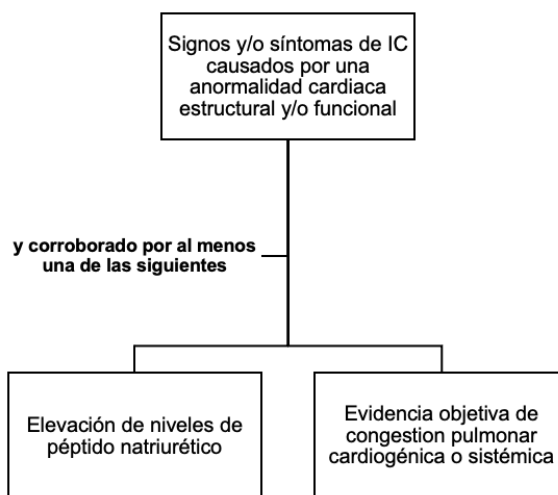 Signos y/o síntomas de IC
causados por una
anormalidad cardiaca
estructural y/o funcional
y corroborado por al menos
una de las siguientes
Elevación de niveles de
péptido natriurético
Evidencia objetiva de
congestion pulmonar
cardiogénica o sistémica